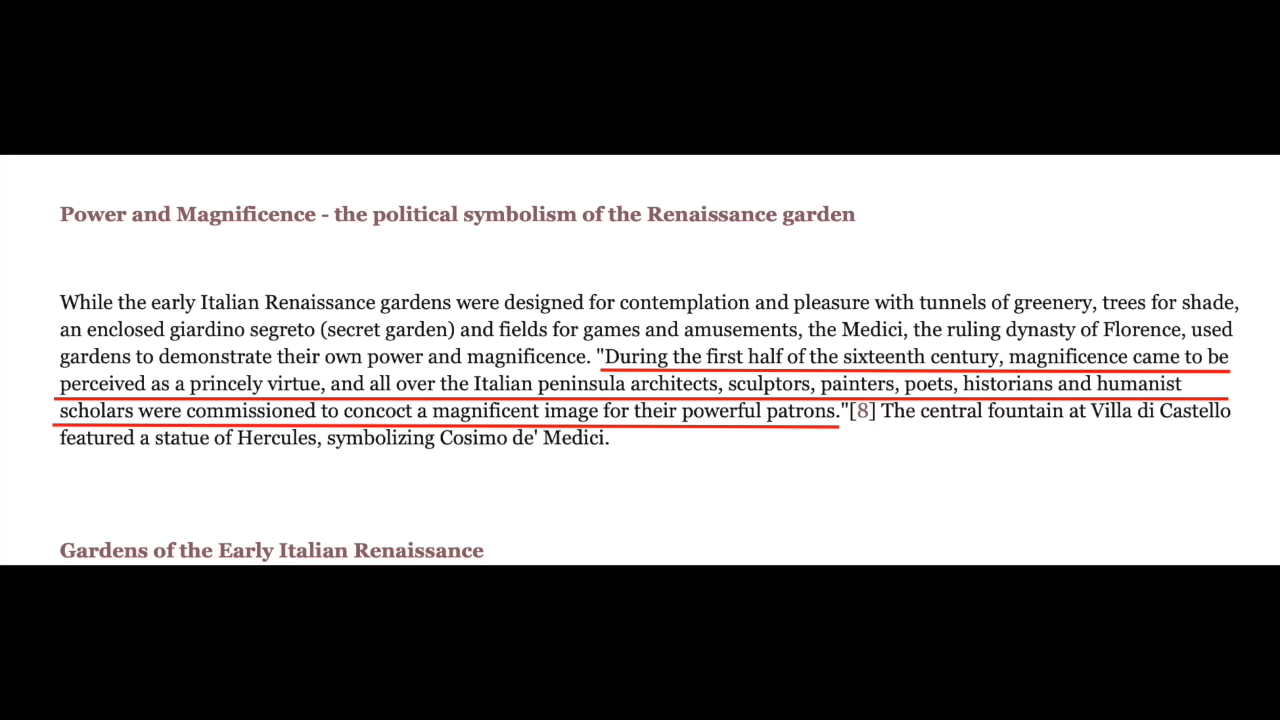 Power and Magnificence - the political symbolism of the Renaissance garden
While the early Italian Renaissance gardens were designed for contemplation and pleasure with tunnels of greenery, trees for shade,
an enclosed giardino segreto (secret garden) and fields for games and amusements, the Medici, the ruling dynasty of Florence, used
gardens to demonstrate their own power and magnificence. "During the first half of the sixteenth century, magnificence came to be
perceived as a princely virtue, and all over the Italian peninsula architects, sculptors, painters, poets, historians and humanist
scholars were commissioned to concoct a magnificent image for their powerful patrons."[8] The central fountain at Villa di Castello
featured a statue of Hercules, symbolizing Cosimo de' Medici.
Gardens of the Early Italian Renaissance